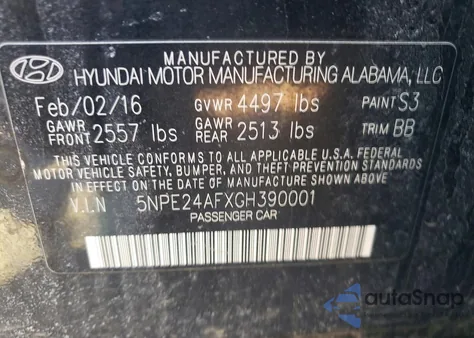 MANUFACTURED BY
HYUNDAI MOTOR MANUFACTURING ALABAMA, LLC
Feb/02/16 GVWR 4497 lbs PAINT S3
GAWR FRONT 2557 lbs GAWR REAR 2513 lbs TRIM BB
THIS VEHICLE CONFORMS TO ALL APPLICABLE U.S.A. FEDERAL
MOTOR VEHICLE SAFETY, BUMPER, AND THEFT PREVENTION STANDARDS
IN EFFECT ON THE DATE OF MANUFACTURE SHOWN ABOVE.
V.I.N 5NPE24AFXGH390001
PASSENGER CAR
autoSnap